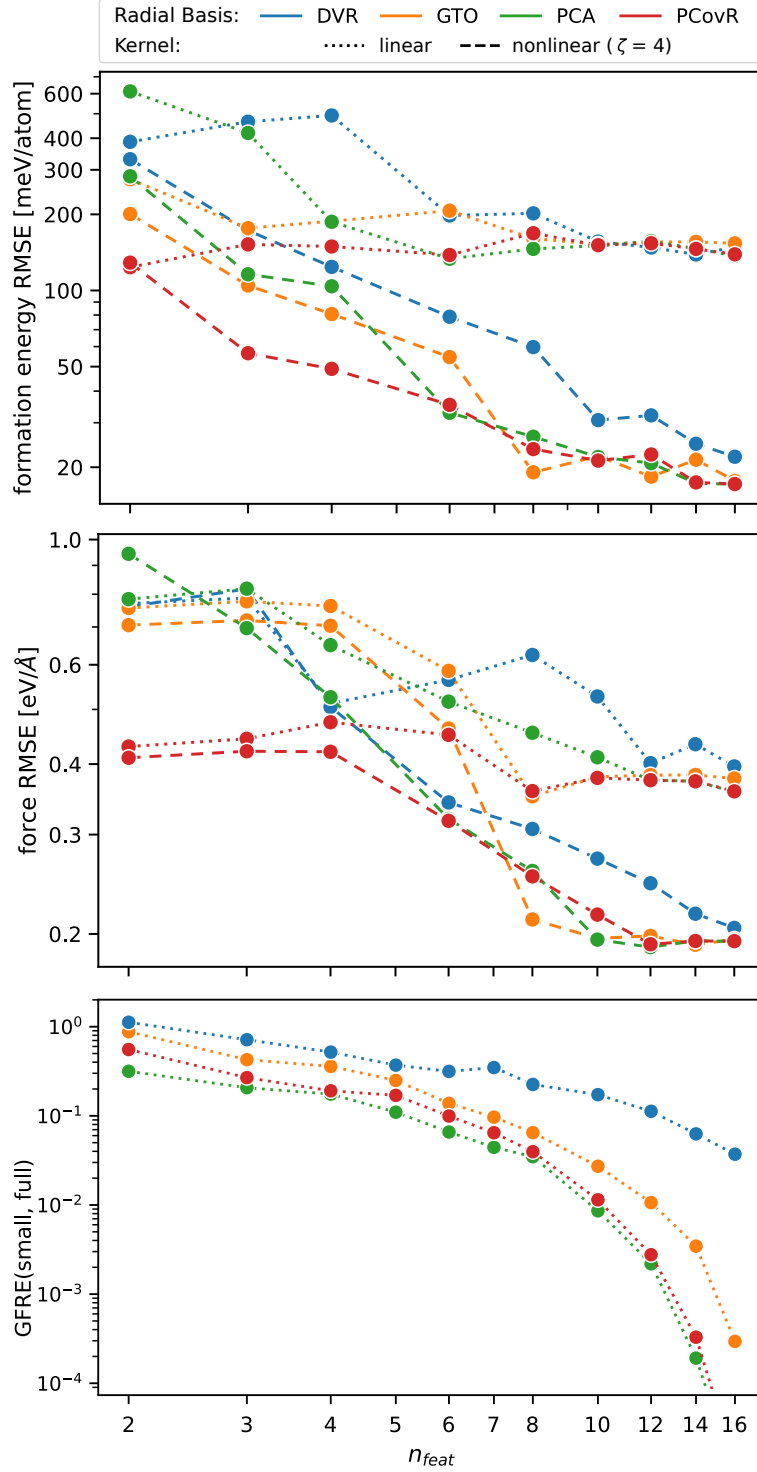 Radial Basis: DVR GTO PCA PCovR
Kernel: linear nonlinear (ζ = 4)
formation energy RMSE [meV/atom]
600
400
300
200
100
50
20
force RMSE [eV/Å]
1.0
0.6
0.4
0.3
0.2
GFRE(small, full)
10⁰
10⁻¹
10⁻²
10⁻³
10⁻⁴
2 3 4 5 6 7 8 10 12 14 16
n_{feat}